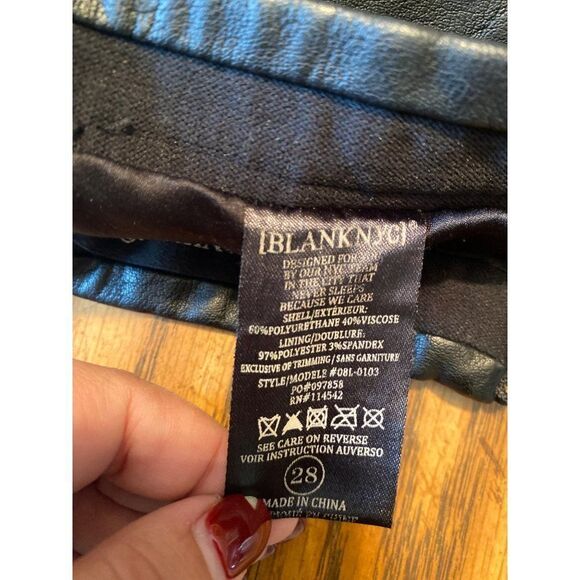 [BLANKNYC]®
DESIGNED FOR
BY OUR NYC TEAM
IN THE CITY THAT
NEVER SLEEPS
BECAUSE WE CARE
SHELL/EXTÉRIEUR:
60%POLYURETHANE 40%VISCOSE
LINING/DOUBLURE:
97%POLYESTER 3%SPANDEX
EXCLUSIVE OF TRIMMING/SANS GARNITURE
STYLE/MODÈLE #08L-0103
PO#097858
RN#114542
SEE CARE ON REVERSE
VOIR INSTRUCTION AUVERSO
28
MADE IN CHINA